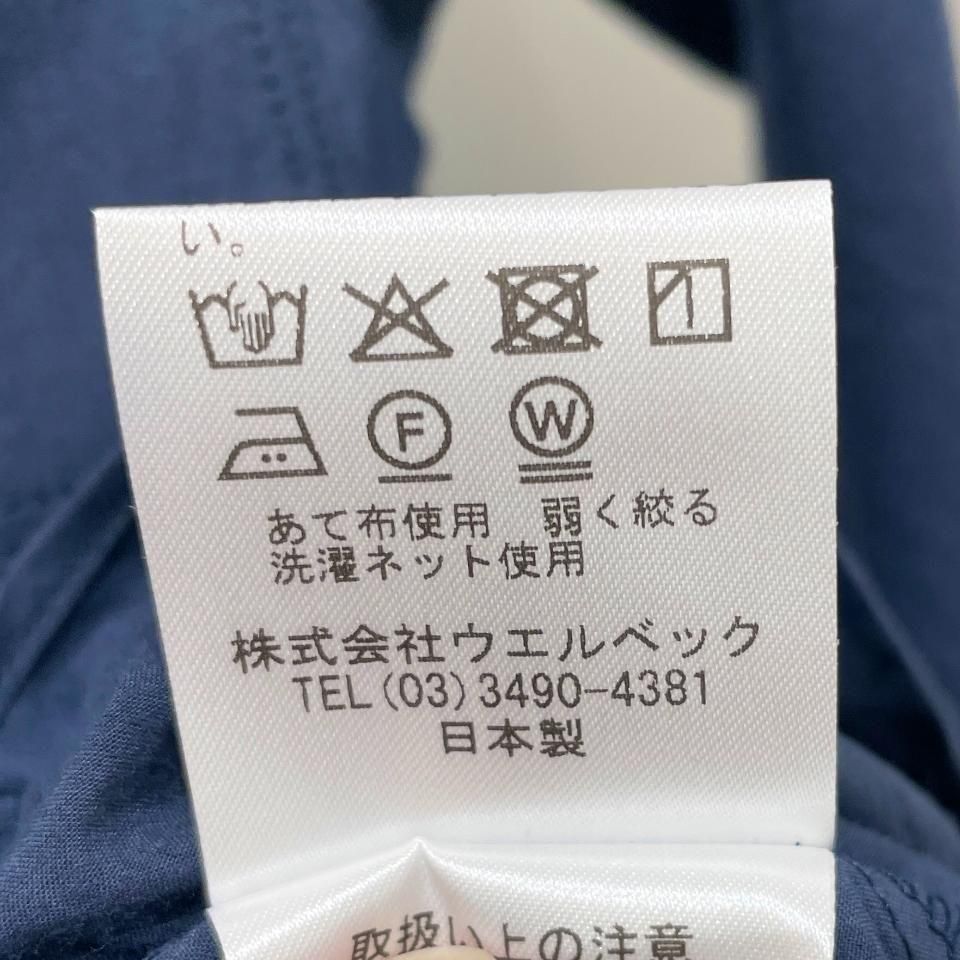 い。
F W
あて布使用 弱く絞る
洗濯ネット使用
株式会社ウエルベック
TEL(03)3490-4381
日本製
取扱い上の注意